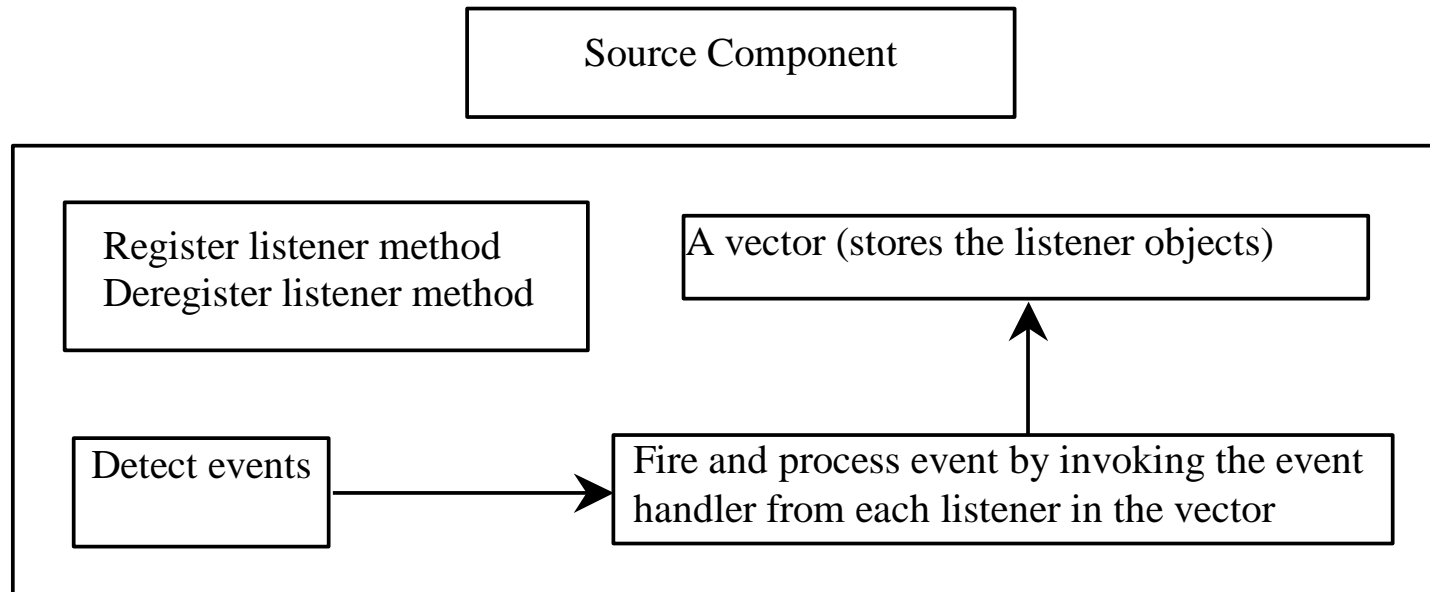 Source Component
Register listener method
Deregister listener method
A vector (stores the listener objects)
Detect events
Fire and process event by invoking the event
handler from each listener in the vector